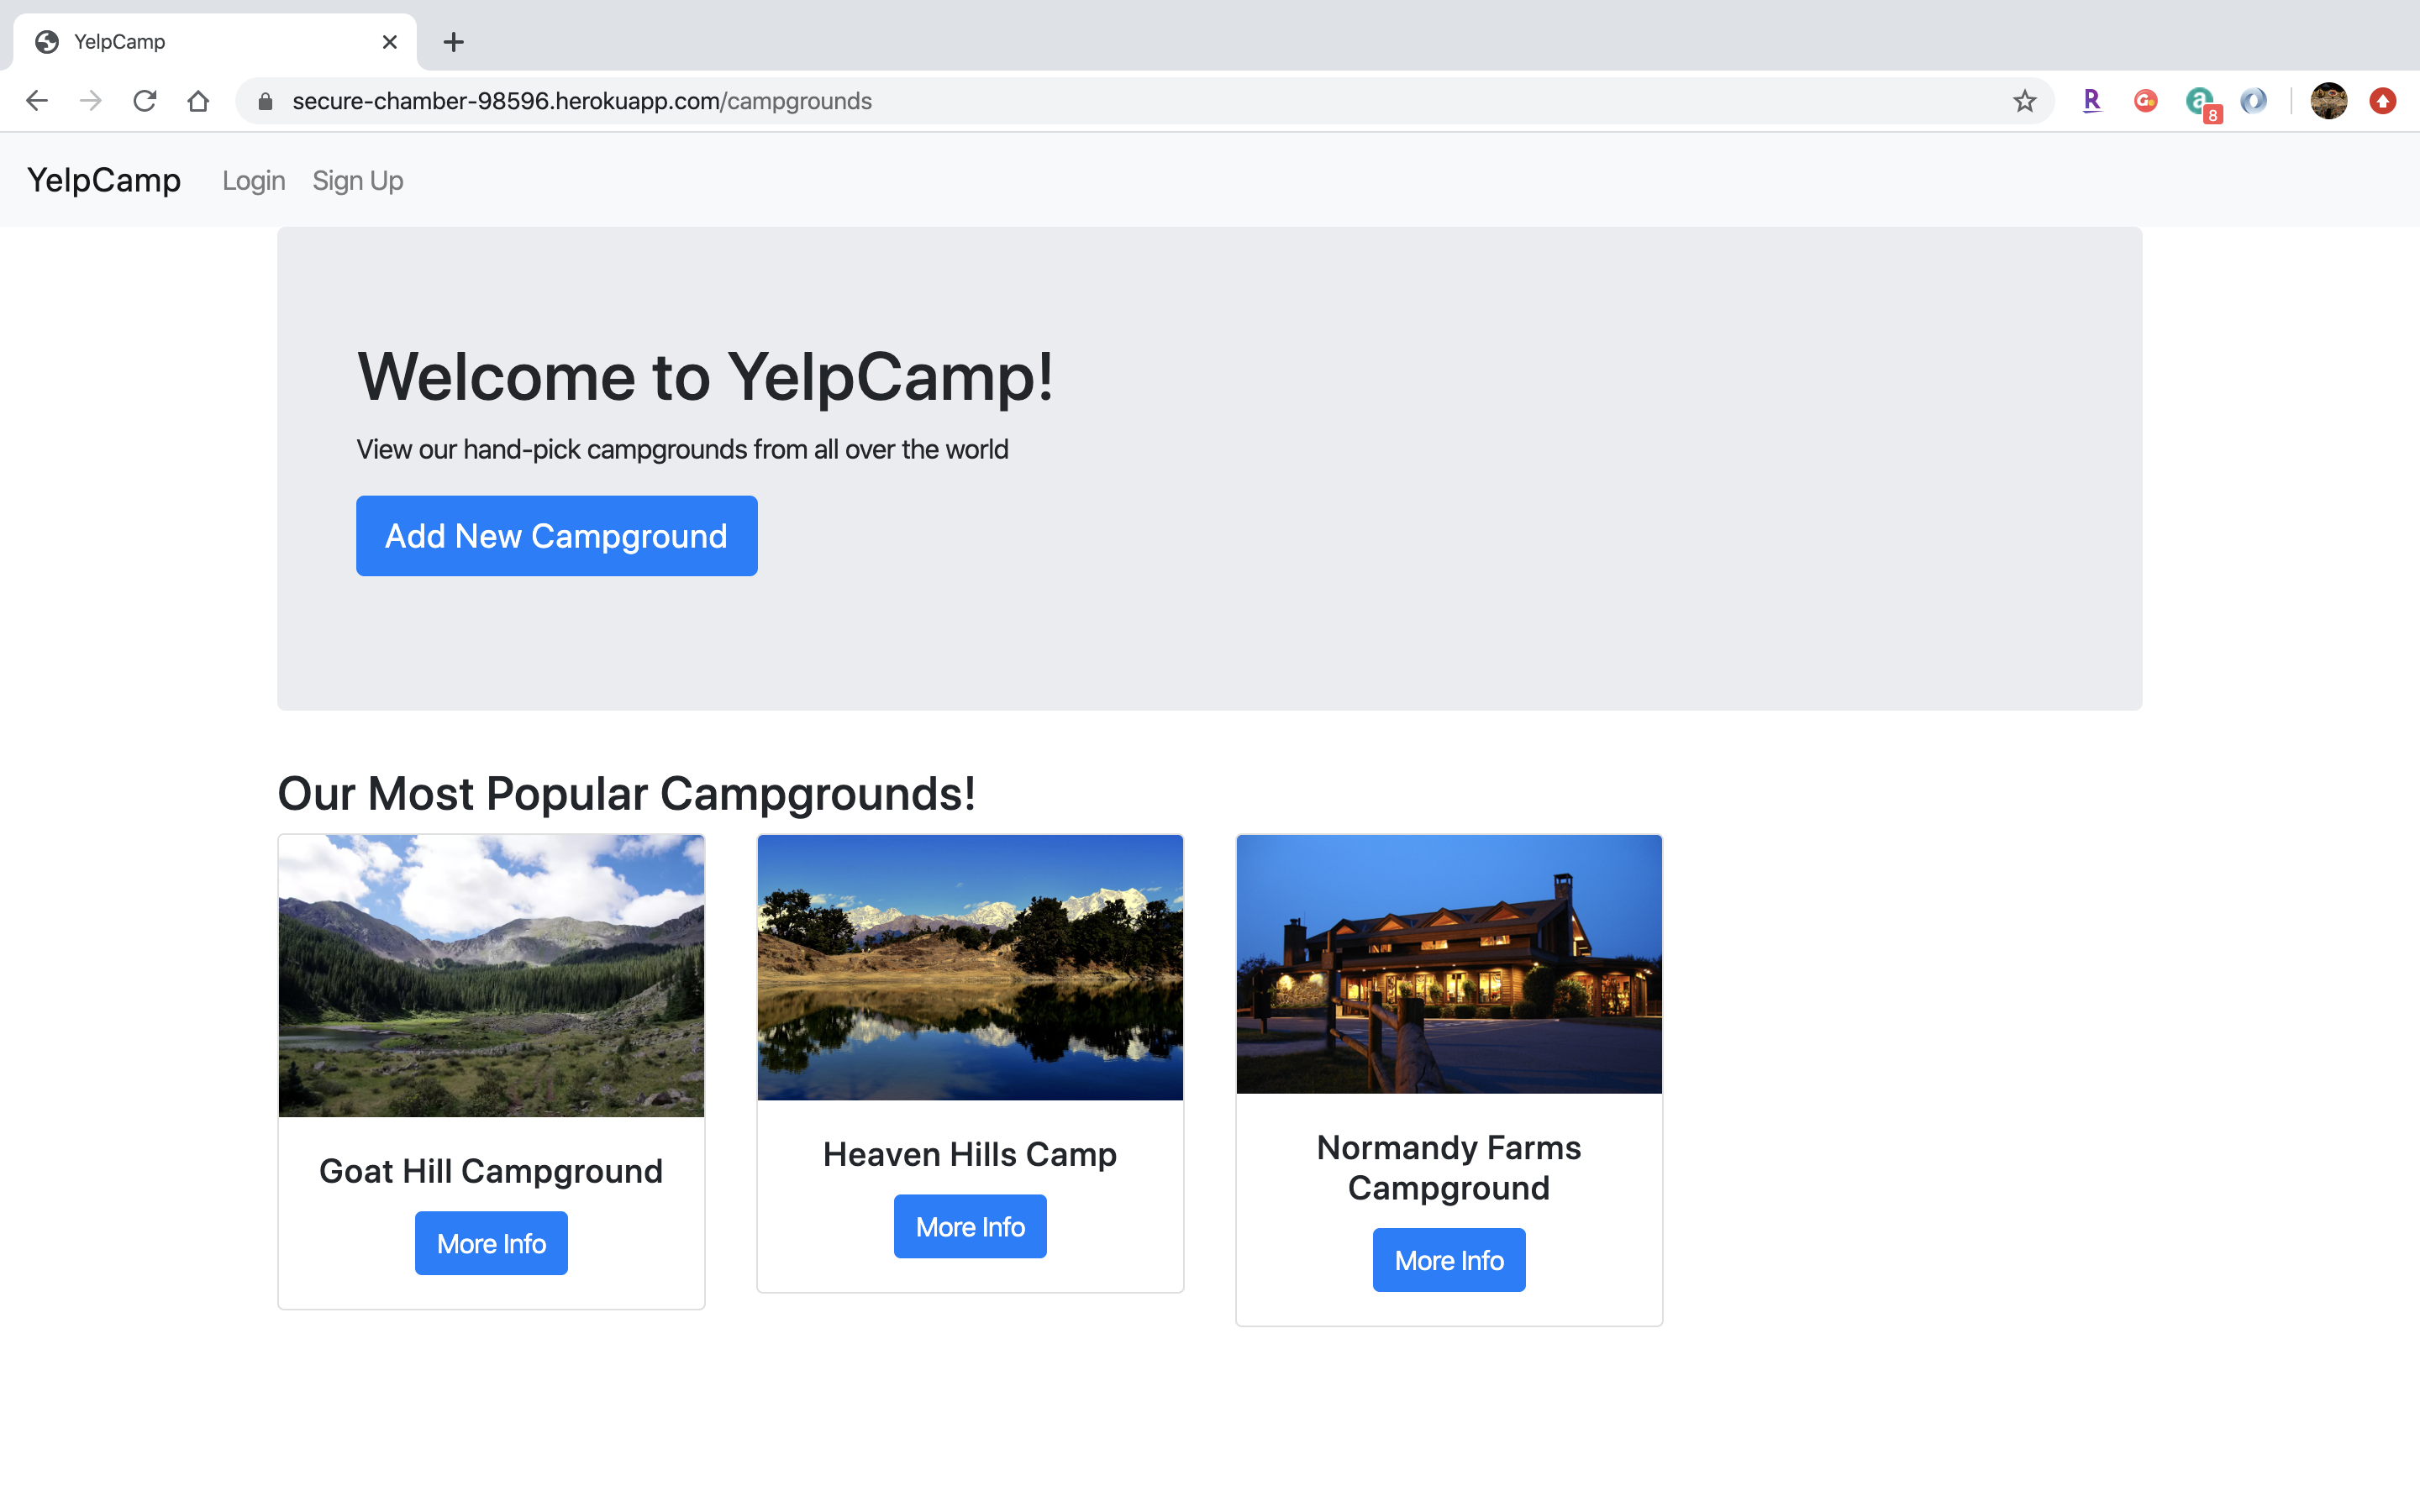 YelpCamp
secure-chamber-98596.herokuapp.com/campgrounds
R
G
a
8
YelpCamp Login Sign Up
Welcome to YelpCamp!
View our hand-pick campgrounds from all over the world
Add New Campground
Our Most Popular Campgrounds!
Goat Hill Campground
More Info
Heaven Hills Camp
More Info
Normandy Farms
Campground
More Info